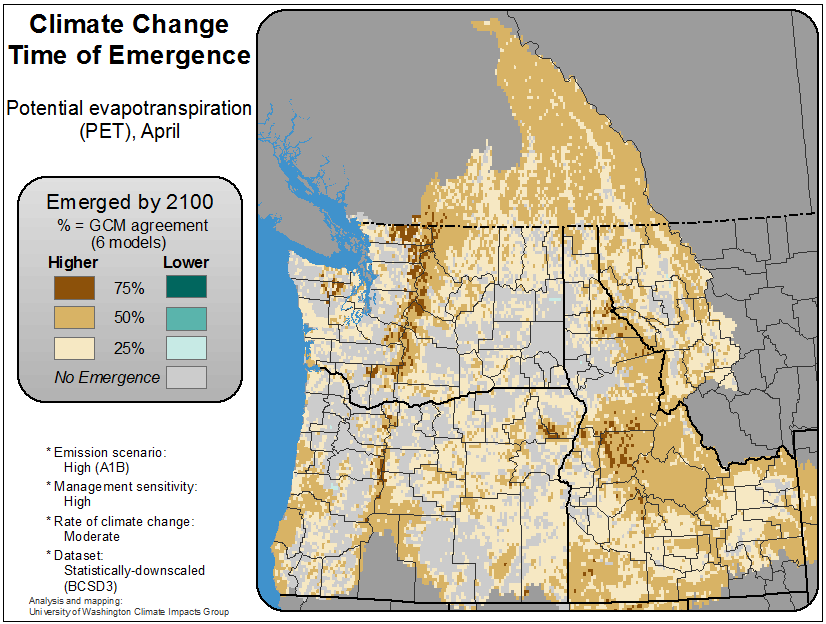 Climate Change
Time of Emergence
Potential evapotranspiration
(PET), April
Emerged by 2100
% = GCM agreement
(6 models)
Higher Lower
75%
50%
25%
No Emergence
* Emission scenario:
High (A1B)
* Management sensitivity:
High
* Rate of climate change:
Moderate
* Dataset:
Statistically-downscaled
(BCSD3)
Analysis and mapping:
University of Washington Climate Impacts Group